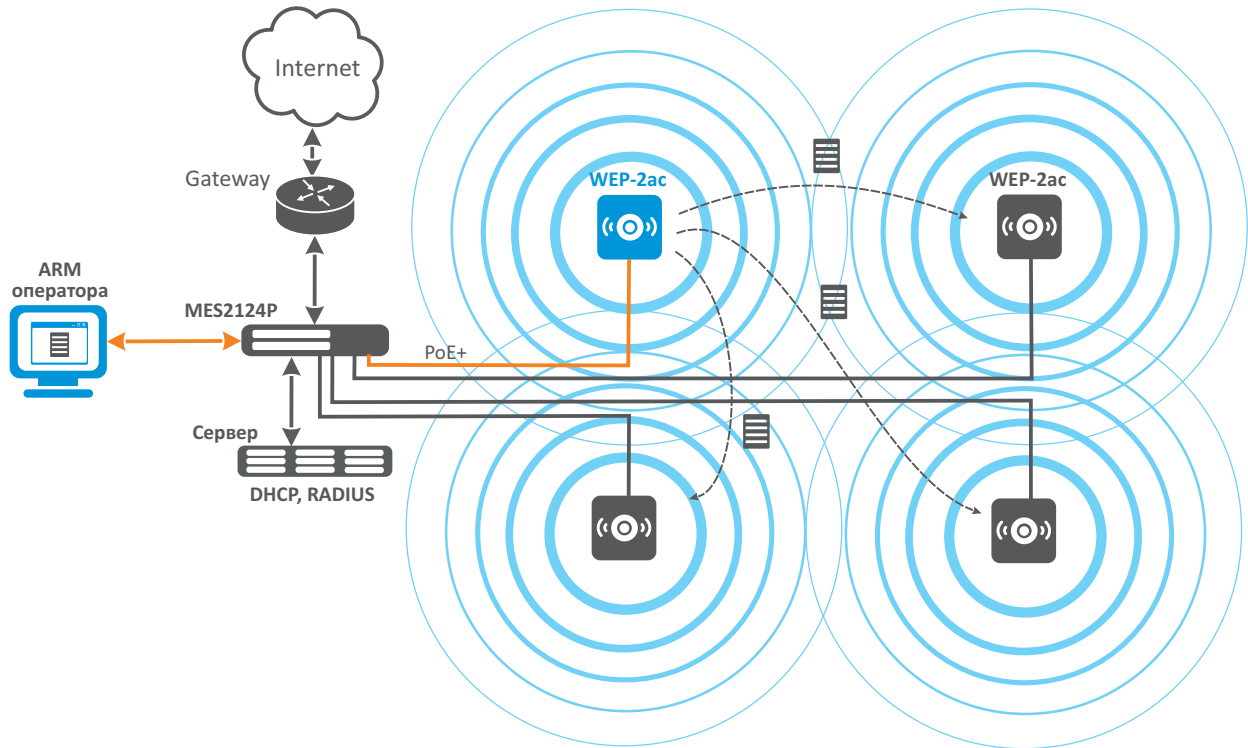 Internet
Gateway
WEP-2ac
WEP-2ac
ARM
оператора
MES2124P
PoE+
Сервер
DHCP, RADIUS